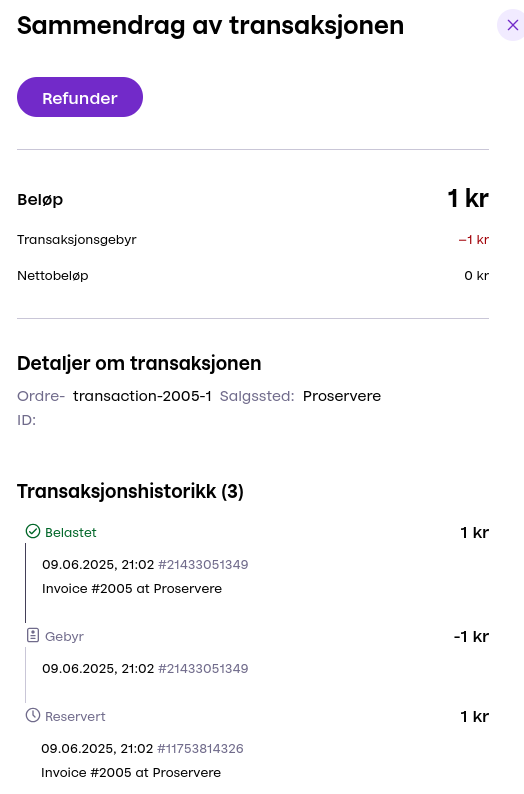 Sammendrag av transaksjonen
Refunder
Beløp 1 kr
Transaksjonsgebyr −1 kr
Nettobeløp 0 kr
Detaljer om transaksjonen
Ordre- transaction-2005-1 Salgssted: Proservere
ID:
Transaksjonshistorikk (3)
Belastet 1 kr
09.06.2025, 21:02 #21433051349
Invoice #2005 at Proservere
Gebyr -1 kr
09.06.2025, 21:02 #21433051349
Reservert 1 kr
09.06.2025, 21:02 #11753814326
Invoice #2005 at Proservere